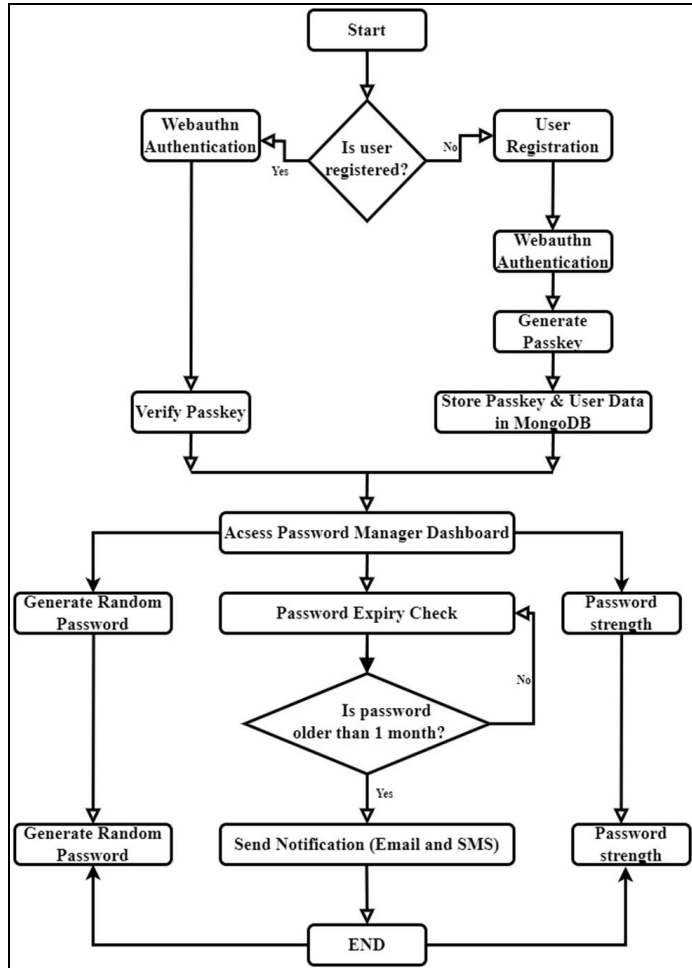 Start
Webauthn
Authentication
Is user
registered?
User
Registration
Yes
No
Webauthn
Authentication
Generate
Passkey
Verify Passkey
Store Passkey & User Data
in MongoDB
Acsess Password Manager Dashboard
Generate Random
Password
Password Expiry Check
Password
strength
Is password
older than 1 month?
No
Yes
Generate Random
Password
Send Notification (Email and SMS)
Password
strength
END